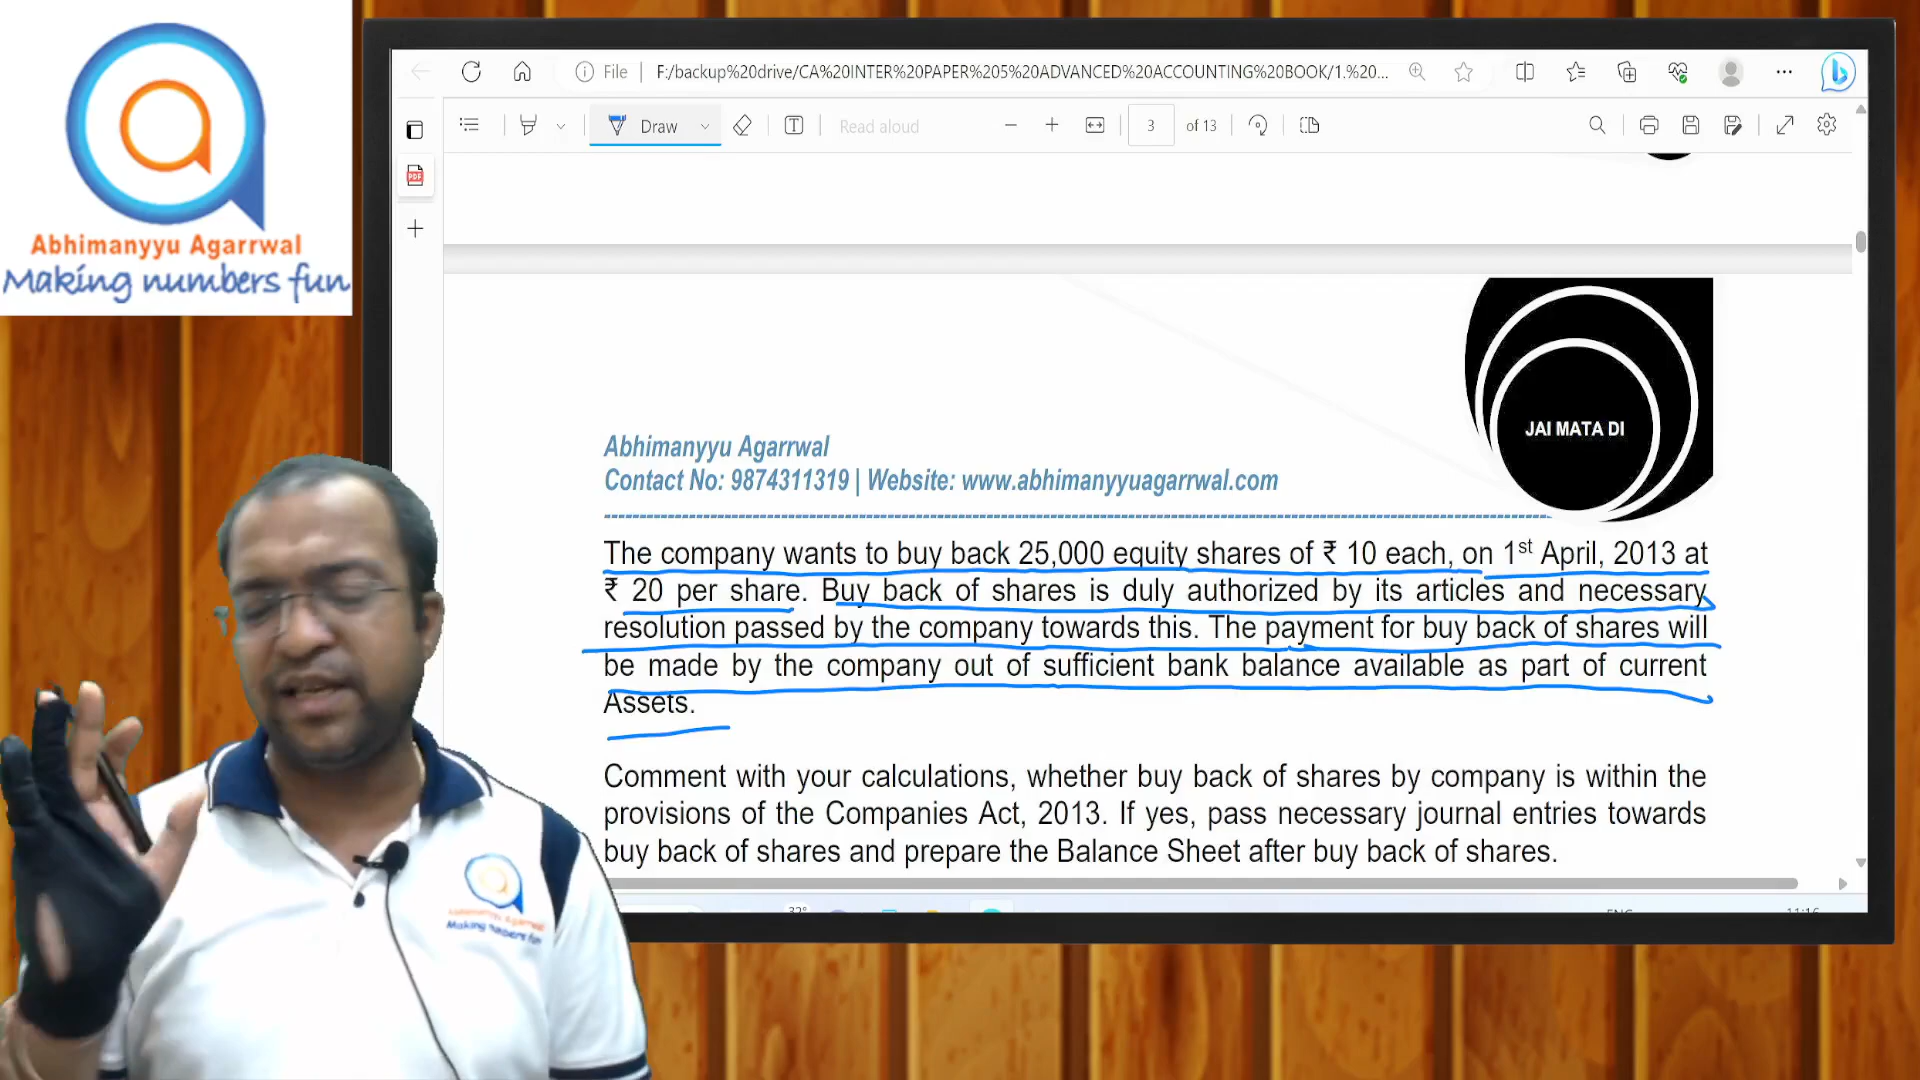 Abhimanyyu Agarrwal
Making numbers fun
File
F:/backup%20drive/CA%20INTER%20PAPER%205%20ADVANCED%20ACCOUNTING%20BOOK/1.%20...
Draw
Read aloud
3 of 13
JAI MATA DI
Abhimanyyu Agarrwal
Contact No: 9874311319 | Website: www.abhimanyyuagarrwal.com
The company wants to buy back 25,000 equity shares of ₹ 10 each, on 1st April, 2013 at
₹ 20 per share. Buy back of shares is duly authorized by its articles and necessary
resolution passed by the company towards this. The payment for buy back of shares will
be made by the company out of sufficient bank balance available as part of current
Assets.
Comment with your calculations, whether buy back of shares by company is within the
provisions of the Companies Act, 2013. If yes, pass necessary journal entries towards
buy back of shares and prepare the Balance Sheet after buy back of shares.
Abhimanyyu Agarrwal
Making numbers fun